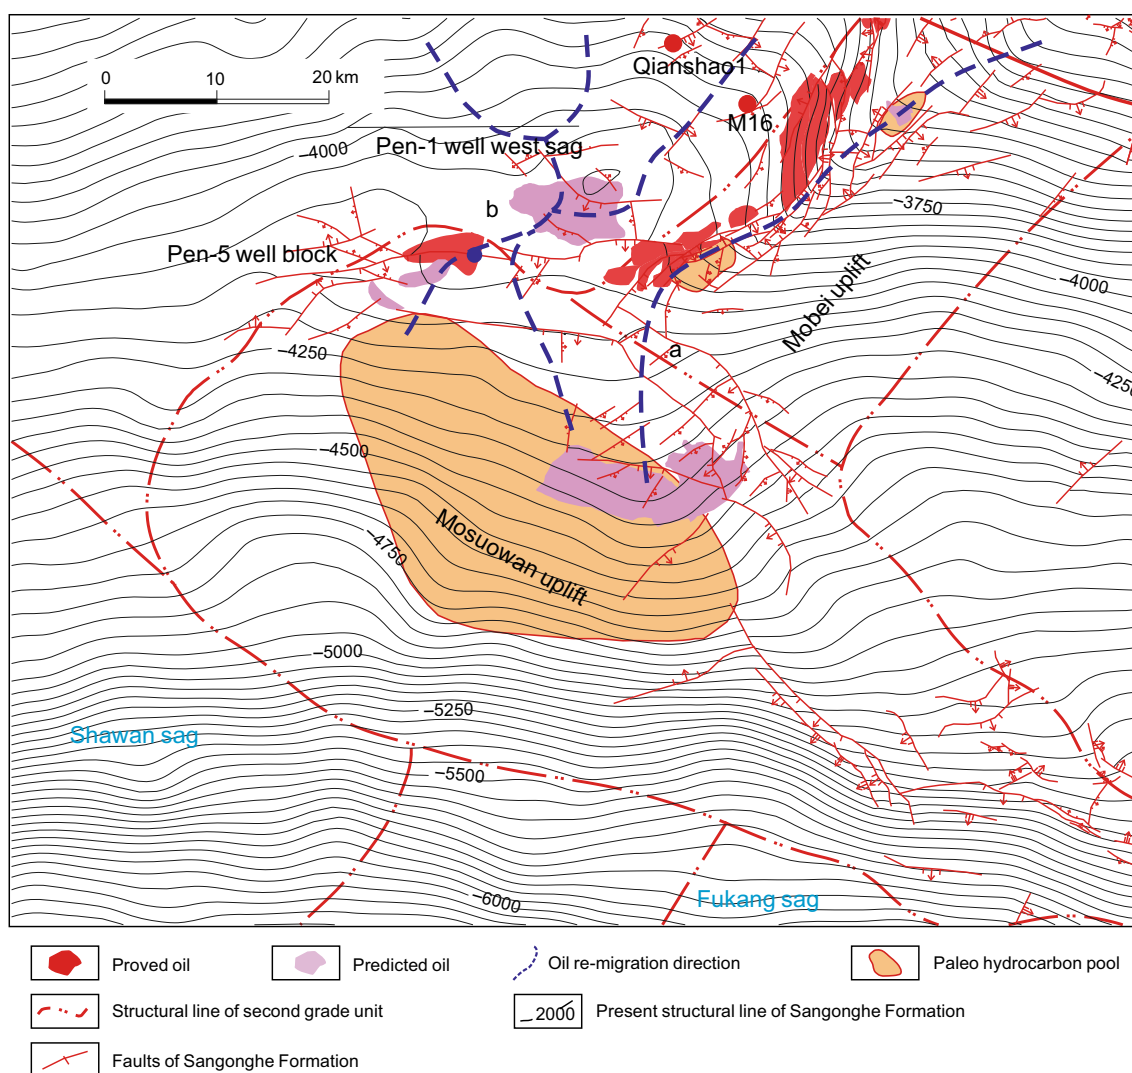 0 10 20 km
Qianshao1
M16
Pen-1 well west sag
–4000
–3750
b
Pen-5 well block
–4000
Mobei uplift
a
–4250
–4250
–4500
Mosuowan uplift
–4750
–5000
–5250
Shawan sag
–5500
–6000
Fukang sag
Proved oil
Predicted oil
Oil re-migration direction
Paleo hydrocarbon pool
Structural line of second grade unit
2000
Present structural line of Sangonghe Formation
Faults of Sangonghe Formation